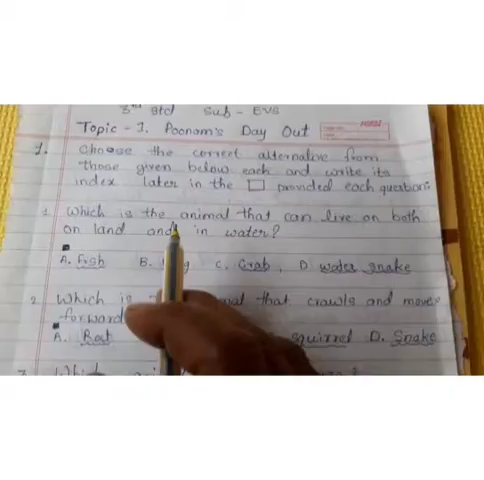 3rd Std Sub - EVS
Topic - 1. Poonam's Day Out
1. Choose the correct alternative from
those given below each and write its
index later in the □ provided each question:
1. Which is the animal that can live on both
on land and in water?
A. Fish B. C. Crab, D water snake
2. Which is that crawls and moves
forward
A. Rat squirrel D. Snake
3.